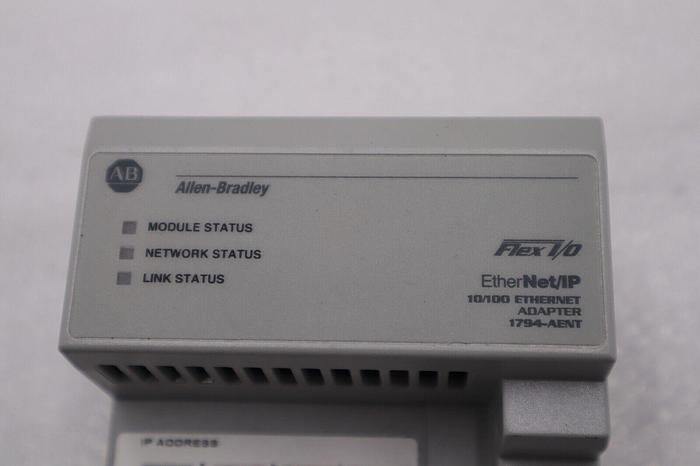 AB
Allen-Bradley
MODULE STATUS
NETWORK STATUS
LINK STATUS
Flex I/O
EtherNet/IP
10/100 ETHERNET
ADAPTER
1794-AENT
IP ADDRESS